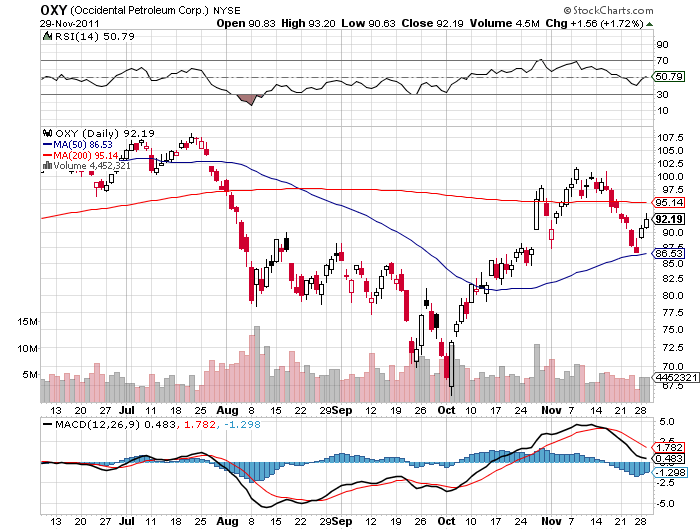 OXY (Occidental Petroleum Corp.) NYSE © StockCharts.com
29-Nov-2011 Open 90.83 High 93.20 Low 90.63 Close 92.19 Volume 4.5M Chg +1.56 (+1.72%)
RSI(14) 50.79
90
70
50.79
30
10
OXY (Daily) 92.19
MA(50) 86.53
MA(200) 95.14
Volume 4,452,321
107.5
105.0
102.5
100.0
97.5
95.14
92.19
90.0
86.53
85.0
82.5
80.0
77.5
75.0
72.5
70.0
67.5
15M
10M
5M
4452321
13 20 27 Jul 11 18 25 Aug 8 15 22 29 Sep 12 19 26 Oct 10 17 24 Nov 7 14 21 28
MACD(12,26,9) 0.483, 1.782, -1.298
5.0
1.782
0.483
-1.298
-2.5
-5.0
13 20 27 Jul 11 18 25 Aug 8 15 22 29 Sep 12 19 26 Oct 10 17 24 Nov 7 14 21 28